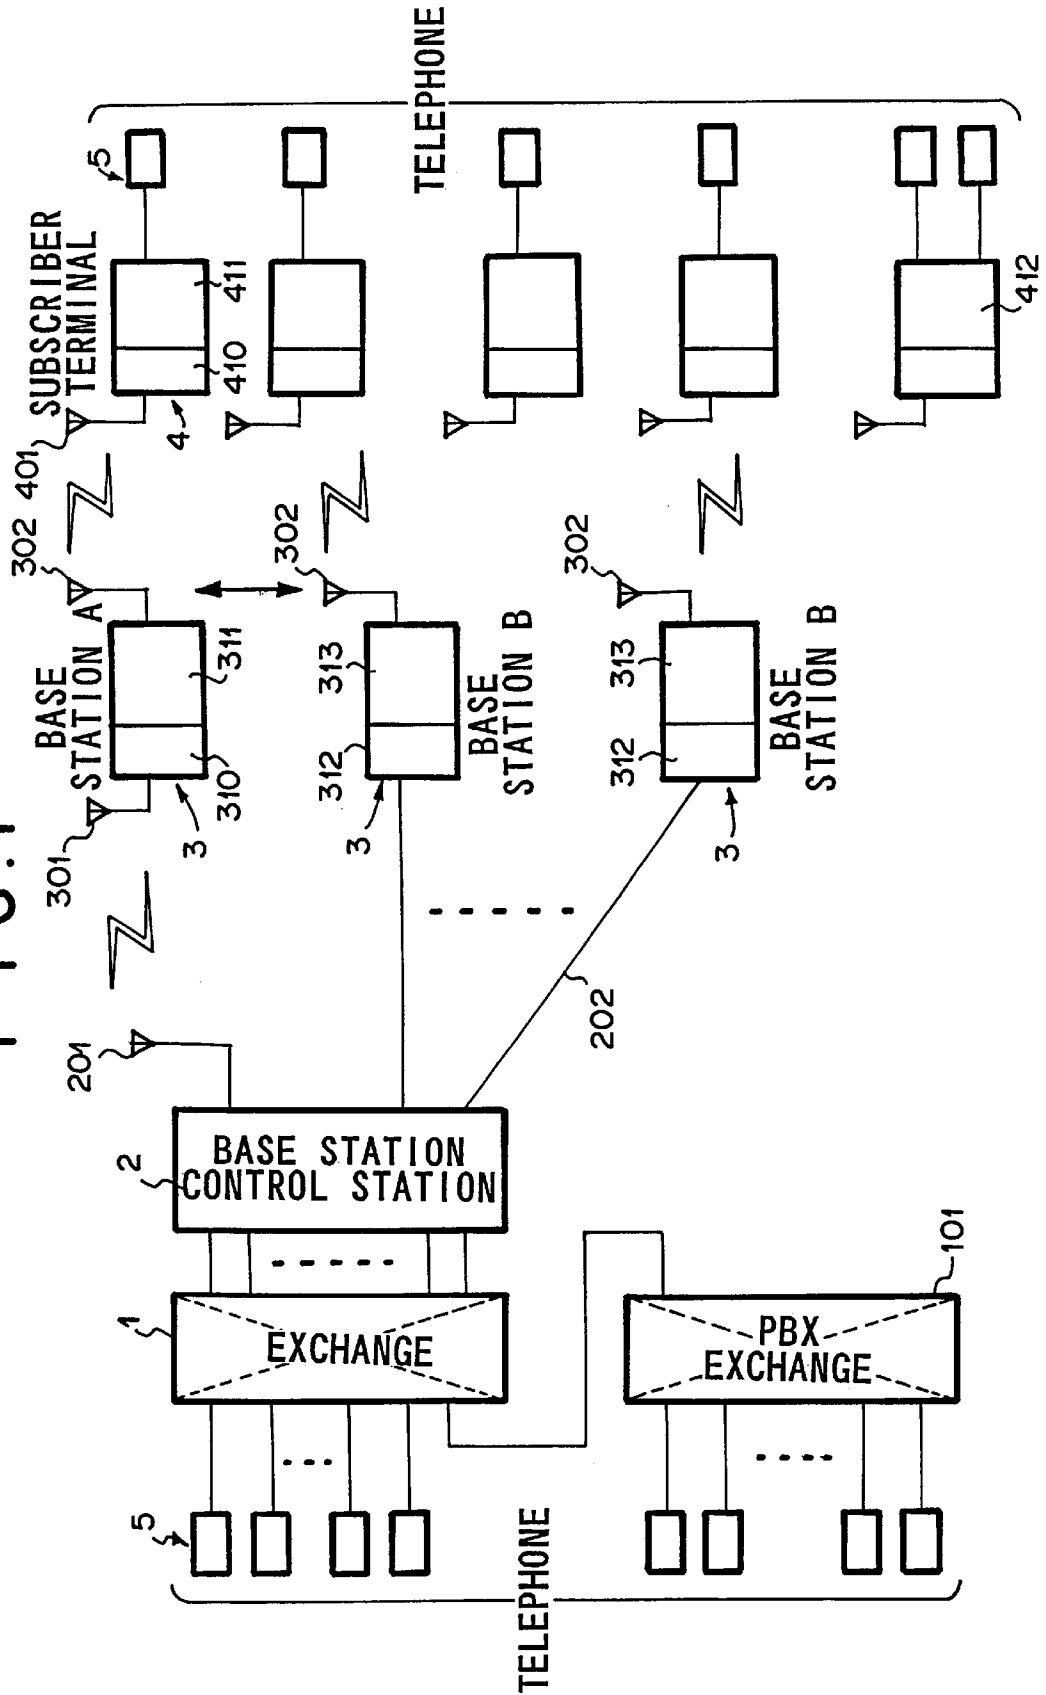 TELEPHONE
5
1
EXCHANGE
2
BASE STATION
CONTROL STATION
PBX
EXCHANGE
101
201
202
301
BASE
STATION A
302
310
311
3
302
312
313
3
BASE
STATION B
302
312
313
3
BASE
STATION B
401
SUBSCRIBER
TERMINAL
4
410
411
5
412
TELEPHONE